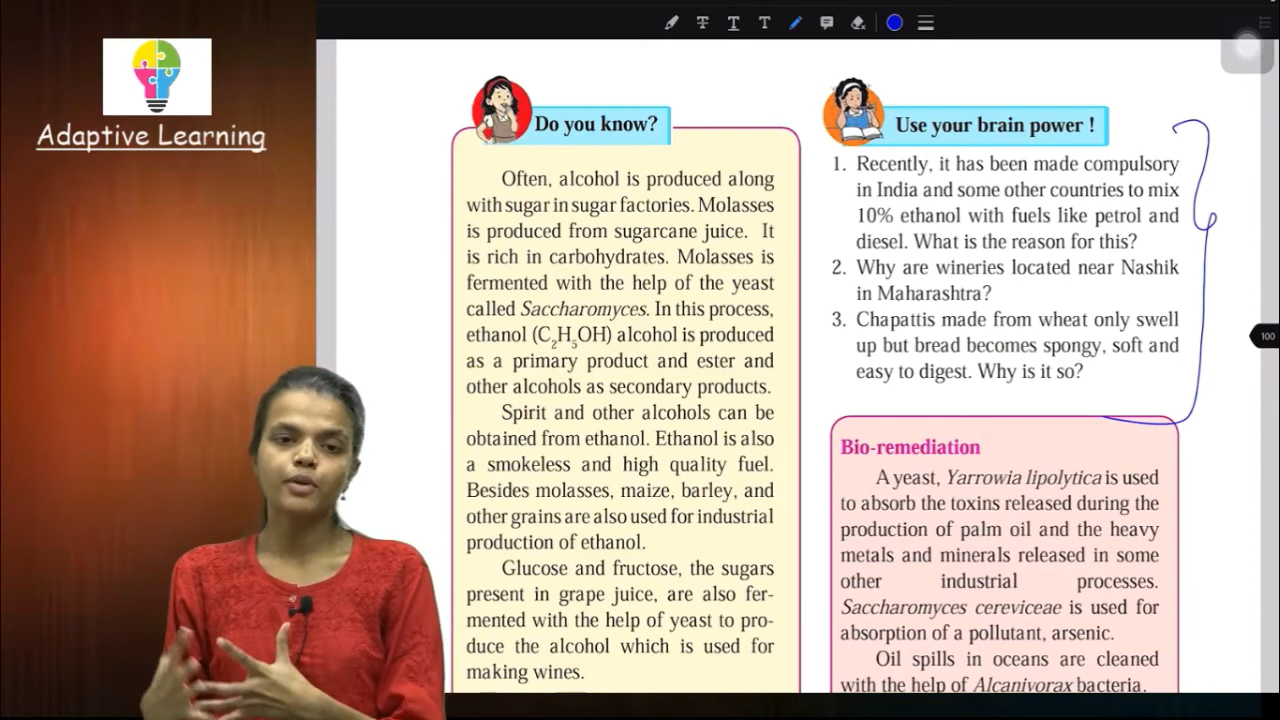 Adaptive Learning
Do you know?
Often, alcohol is produced along
with sugar in sugar factories. Molasses
is produced from sugarcane juice. It
is rich in carbohydrates. Molasses is
fermented with the help of the yeast
called Saccharomyces. In this process,
ethanol (C₂H₅OH) alcohol is produced
as a primary product and ester and
other alcohols as secondary products.
Spirit and other alcohols can be
obtained from ethanol. Ethanol is also
a smokeless and high quality fuel.
Besides molasses, maize, barley, and
other grains are also used for industrial
production of ethanol.
Glucose and fructose, the sugars
present in grape juice, are also fer-
mented with the help of yeast to pro-
duce the alcohol which is used for
making wines.
Use your brain power !
1. Recently, it has been made compulsory
in India and some other countries to mix
10% ethanol with fuels like petrol and
diesel. What is the reason for this?
2. Why are wineries located near Nashik
in Maharashtra?
3. Chapattis made from wheat only swell
up but bread becomes spongy, soft and
easy to digest. Why is it so?
Bio-remediation
A yeast, Yarrowia lipolytica is used
to absorb the toxins released during the
production of palm oil and the heavy
metals and minerals released in some
other industrial processes.
Saccharomyces cereviceae is used for
absorption of a pollutant, arsenic.
Oil spills in oceans are cleaned
with the help of Alcanivorax bacteria.
100